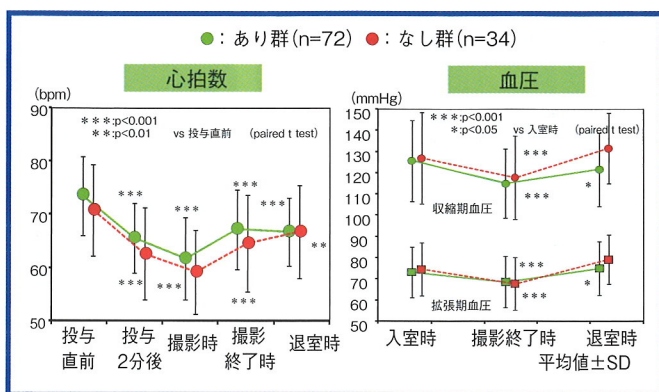 ●：あり群(n=72)　●：なし群(n=34)
心拍数
(bpm)
＊＊＊:p<0.001
＊＊:p<0.01　vs 投与直前　(paired t test)
90
80
70
60
50
＊＊＊
＊＊＊
＊＊＊
＊＊＊
＊＊＊
＊＊
＊＊＊
＊＊＊
＊＊＊
投与直前
投与2分後
撮影時
撮影終了時
退室時
血圧
(mmHg)
＊＊＊:p<0.001
＊:p<0.05　vs 入室時　(paired t test)
150
140
130
120
110
100
90
80
70
60
50
＊＊＊
＊＊＊
＊
収縮期血圧
＊＊＊
＊＊＊
＊
拡張期血圧
入室時
撮影終了時
退室時
平均値±SD